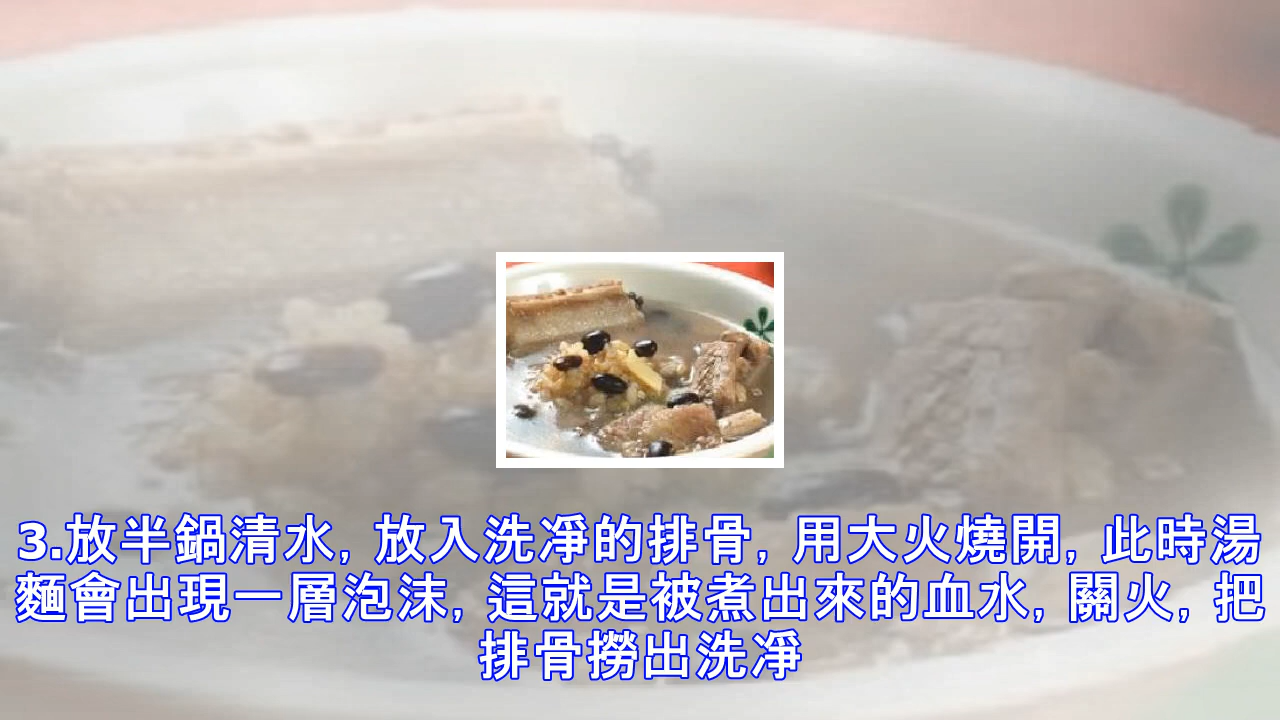 3.放半鍋清水, 放入洗凈的排骨, 用大火燒開, 此時湯
麵會出現一層泡沫, 這就是被煮出來的血水, 關火, 把
排骨撈出洗凈